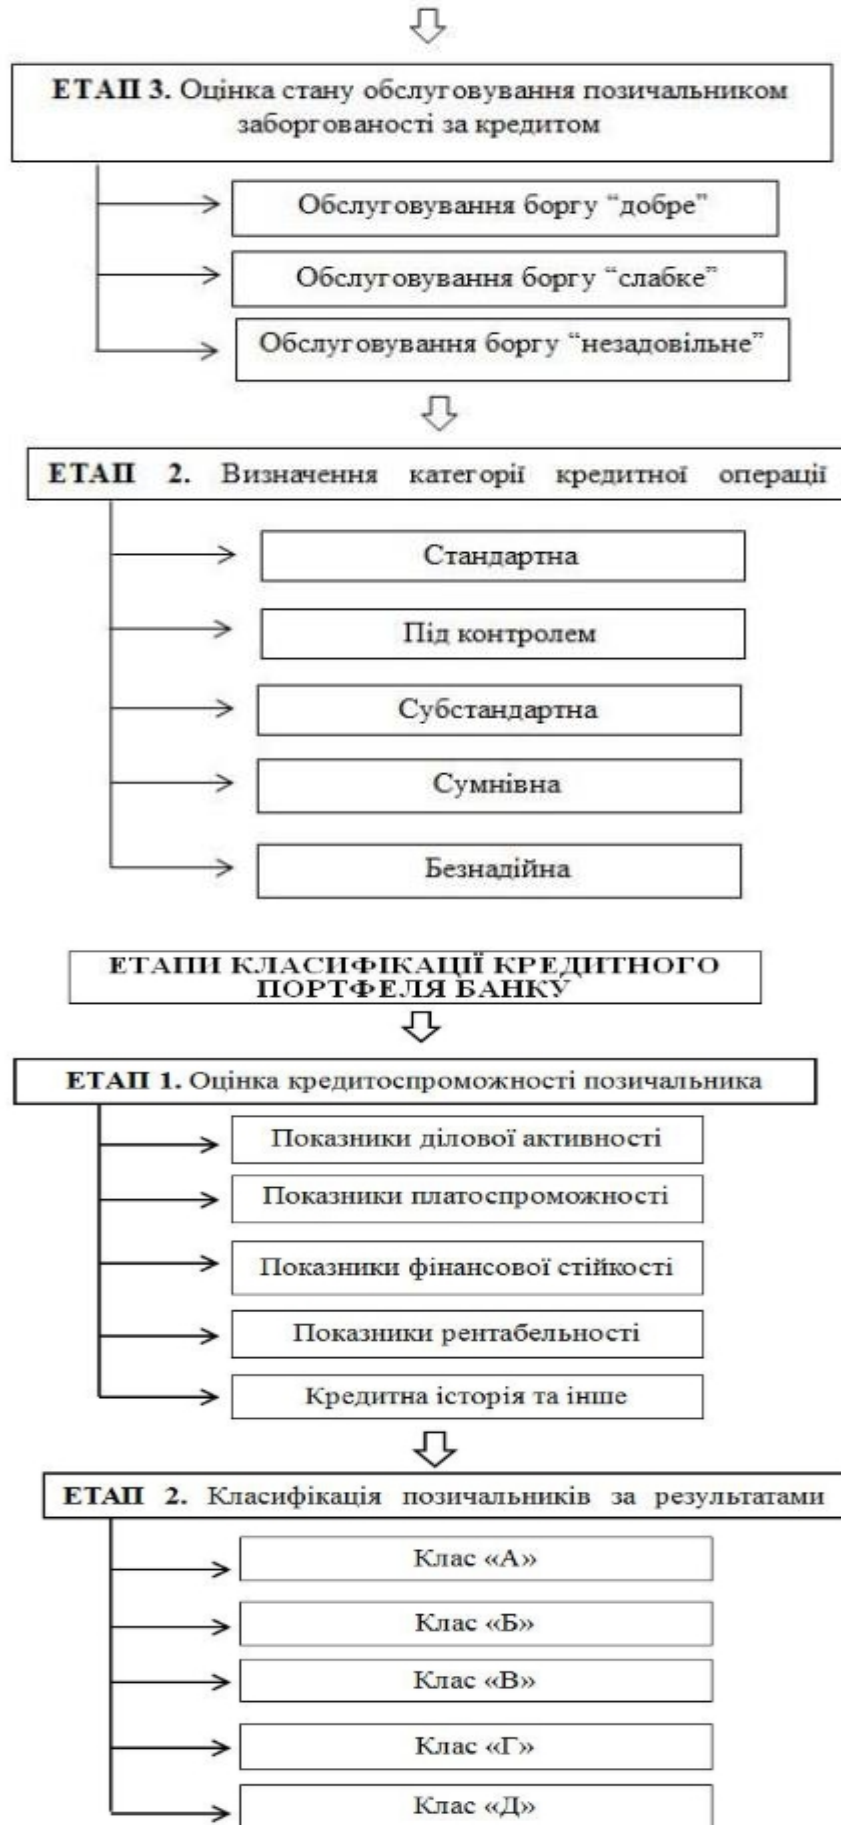 ЕТАП 3. Оцінка стану обслуговування позичальником
заборгованості за кредитом
Обслуговування боргу “добре”
Обслуговування боргу “слабке”
Обслуговування боргу “незадовільне”
ЕТАП 2. Визначення категорії кредитної операції
Стандартна
Під контролем
Субстандартна
Сумнівна
Безнадійна
ЕТАПИ КЛАСИФІКАЦІЇ КРЕДИТНОГО
ПОРТФЕЛЯ БАНКУ
ЕТАП 1. Оцінка кредитоспроможності позичальника
Показники ділової активності
Показники платоспроможності
Показники фінансової стійкості
Показники рентабельності
Кредитна історія та інше
ЕТАП 2. Класифікація позичальників за результатами
Клас «А»
Клас «Б»
Клас «В»
Клас «Г»
Клас «Д»